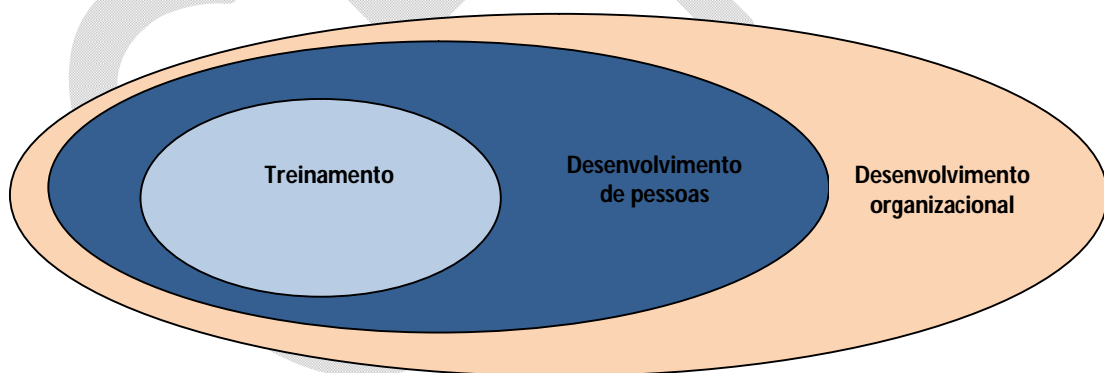 Treinamento
Desenvolvimento
de pessoas
Desenvolvimento
organizacional